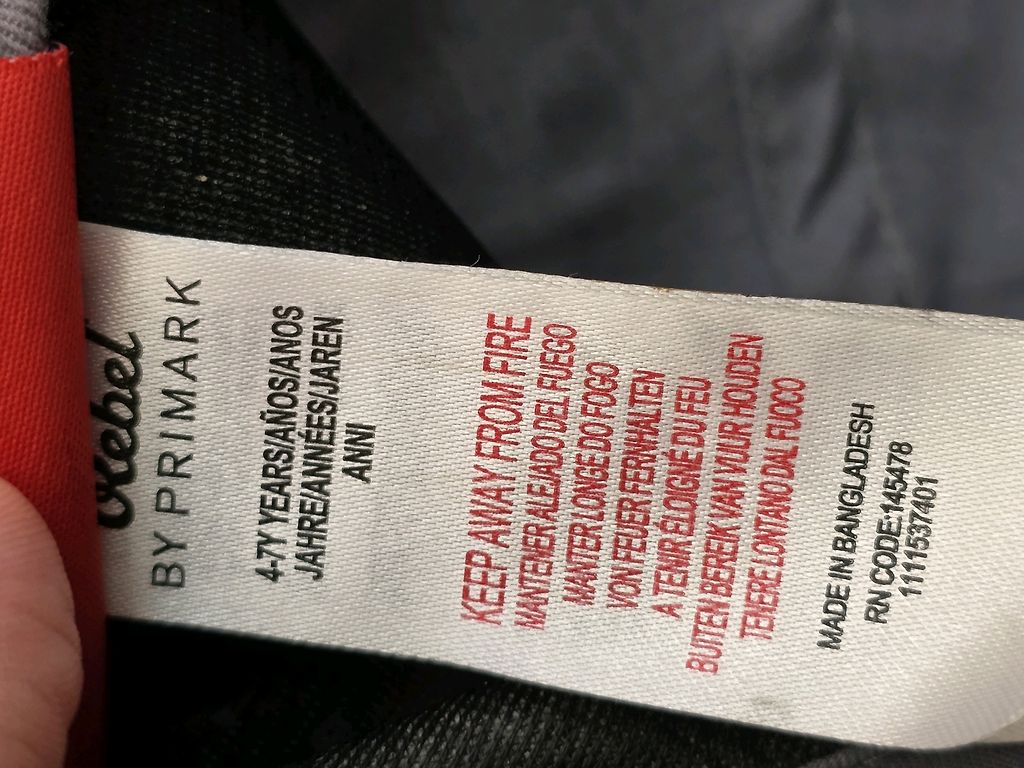 Rebel
BY PRIMARK
4-7Y YEARS/AÑOS/ANOS
JAHRE/ANNÉES/JAREN
ANNI
KEEP AWAY FROM FIRE
MANTENER ALEJADO DEL FUEGO
MANTER LONGE DO FOGO
VON FEUER FERNHALTEN
A TENIR ÉLOIGNÉ DU FEU
BUITEN BEREIK VAN VUUR HOUDEN
TENERE LONTANO DAL FUOCO
MADE IN BANGLADESH
RN CODE:145478
1111537401